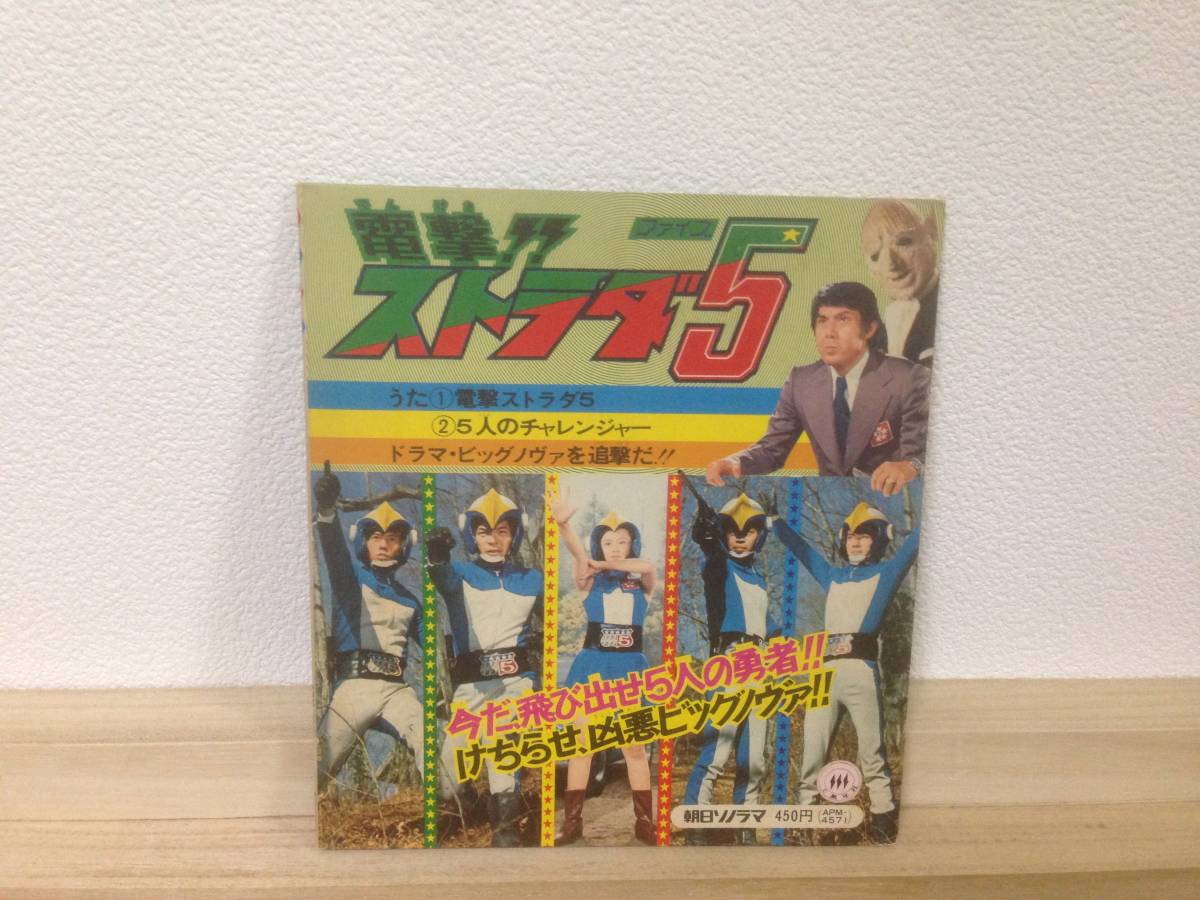 電撃!!
ファイブ
ストラダ5
うた①電撃ストラダ5
②5人のチャレンジャー
ドラマ・ビッグノヴァを追撃だ!!
今だ、飛び出せ5人の勇者!!
けちらせ、凶悪ビッグノヴァ!!
朝日ソノラマ 450円 (APM-4571)